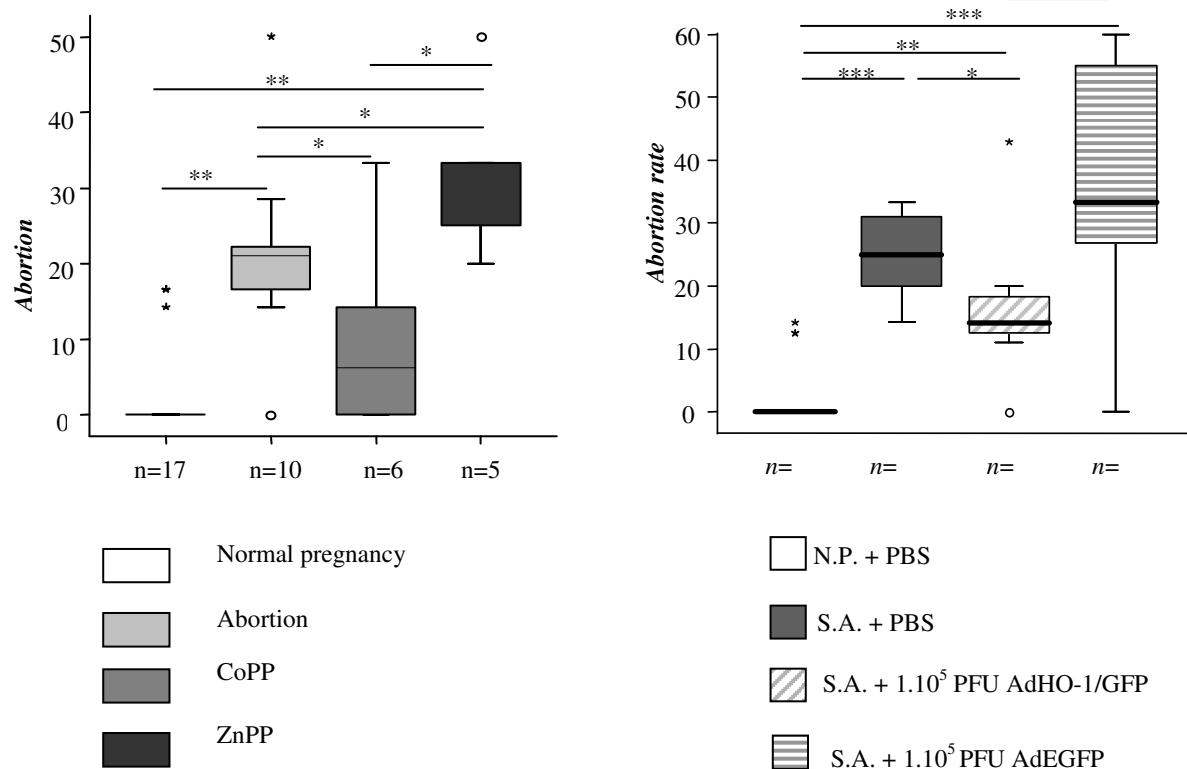 50
40
30
20
10
0
Abortion
*
**
*
*
**
n=17
n=10
n=6
n=5
Normal pregnancy
Abortion
CoPP
ZnPP
60
50
40
30
20
10
0
Abortion rate
***
**
***
*
n=
n=
n=
n=
N.P. + PBS
S.A. + PBS
S.A. + 1.10⁵ PFU AdHO-1/GFP
S.A. + 1.10⁵ PFU AdEGFP